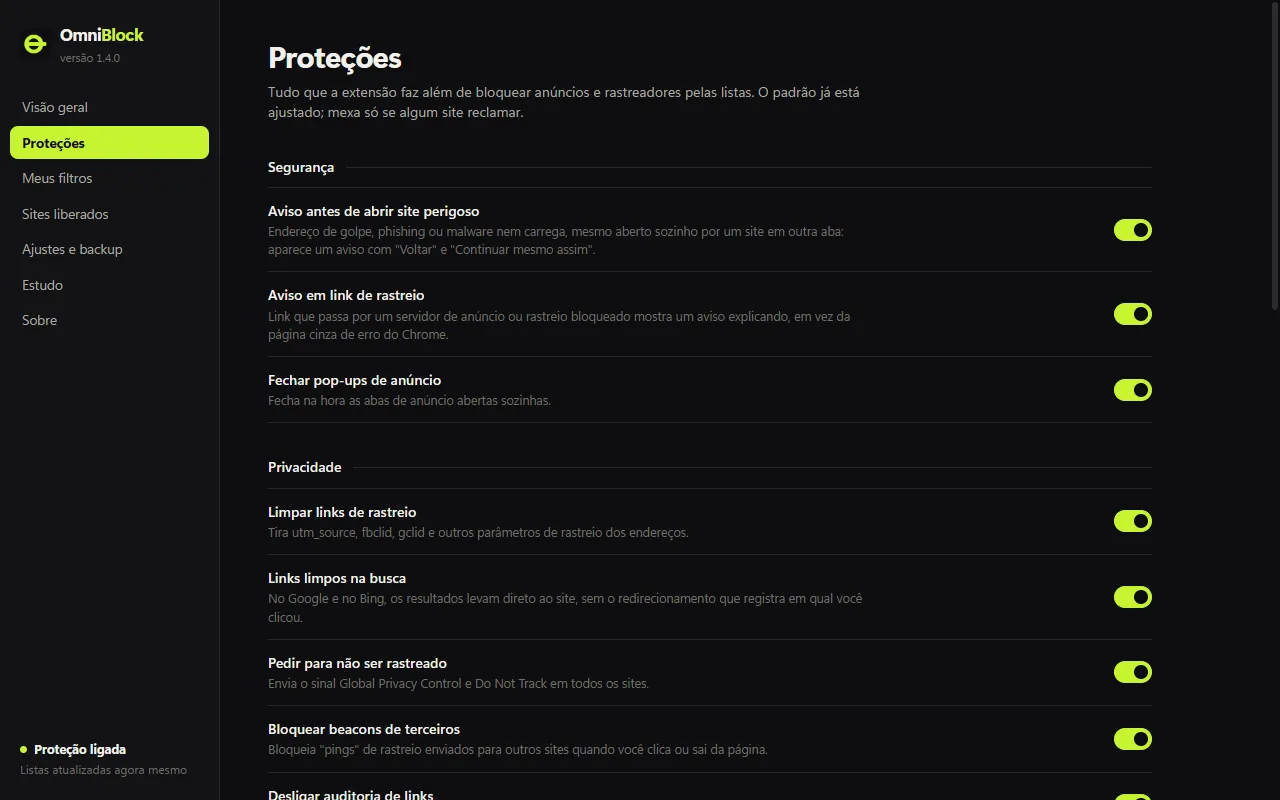 OmniBlock
versão 1.4.0
Visão geral
Proteções
Meus filtros
Sites liberados
Ajustes e backup
Estudo
Sobre
Proteção ligada
Listas atualizadas agora mesmo
Proteções
Tudo que a extensão faz além de bloquear anúncios e rastreadores pelas listas. O padrão já está
ajustado; mexa só se algum site reclamar.
Segurança
Aviso antes de abrir site perigoso
Endereço de golpe, phishing ou malware nem carrega, mesmo aberto sozinho por um site em outra aba:
aparece um aviso com "Voltar" e "Continuar mesmo assim".
Aviso em link de rastreio
Link que passa por um servidor de anúncio ou rastreio bloqueado mostra um aviso explicando, em vez da
página cinza de erro do Chrome.
Fechar pop-ups de anúncio
Fecha na hora as abas de anúncio abertas sozinhas.
Privacidade
Limpar links de rastreio
Tira utm_source, fbclid, gclid e outros parâmetros de rastreio dos endereços.
Links limpos na busca
No Google e no Bing, os resultados levam direto ao site, sem o redirecionamento que registra em qual você
clicou.
Pedir para não ser rastreado
Envia o sinal Global Privacy Control e Do Not Track em todos os sites.
Bloquear beacons de terceiros
Bloqueia "pings" de rastreio enviados para outros sites quando você clica ou sai da página.
Desligar auditoria de links